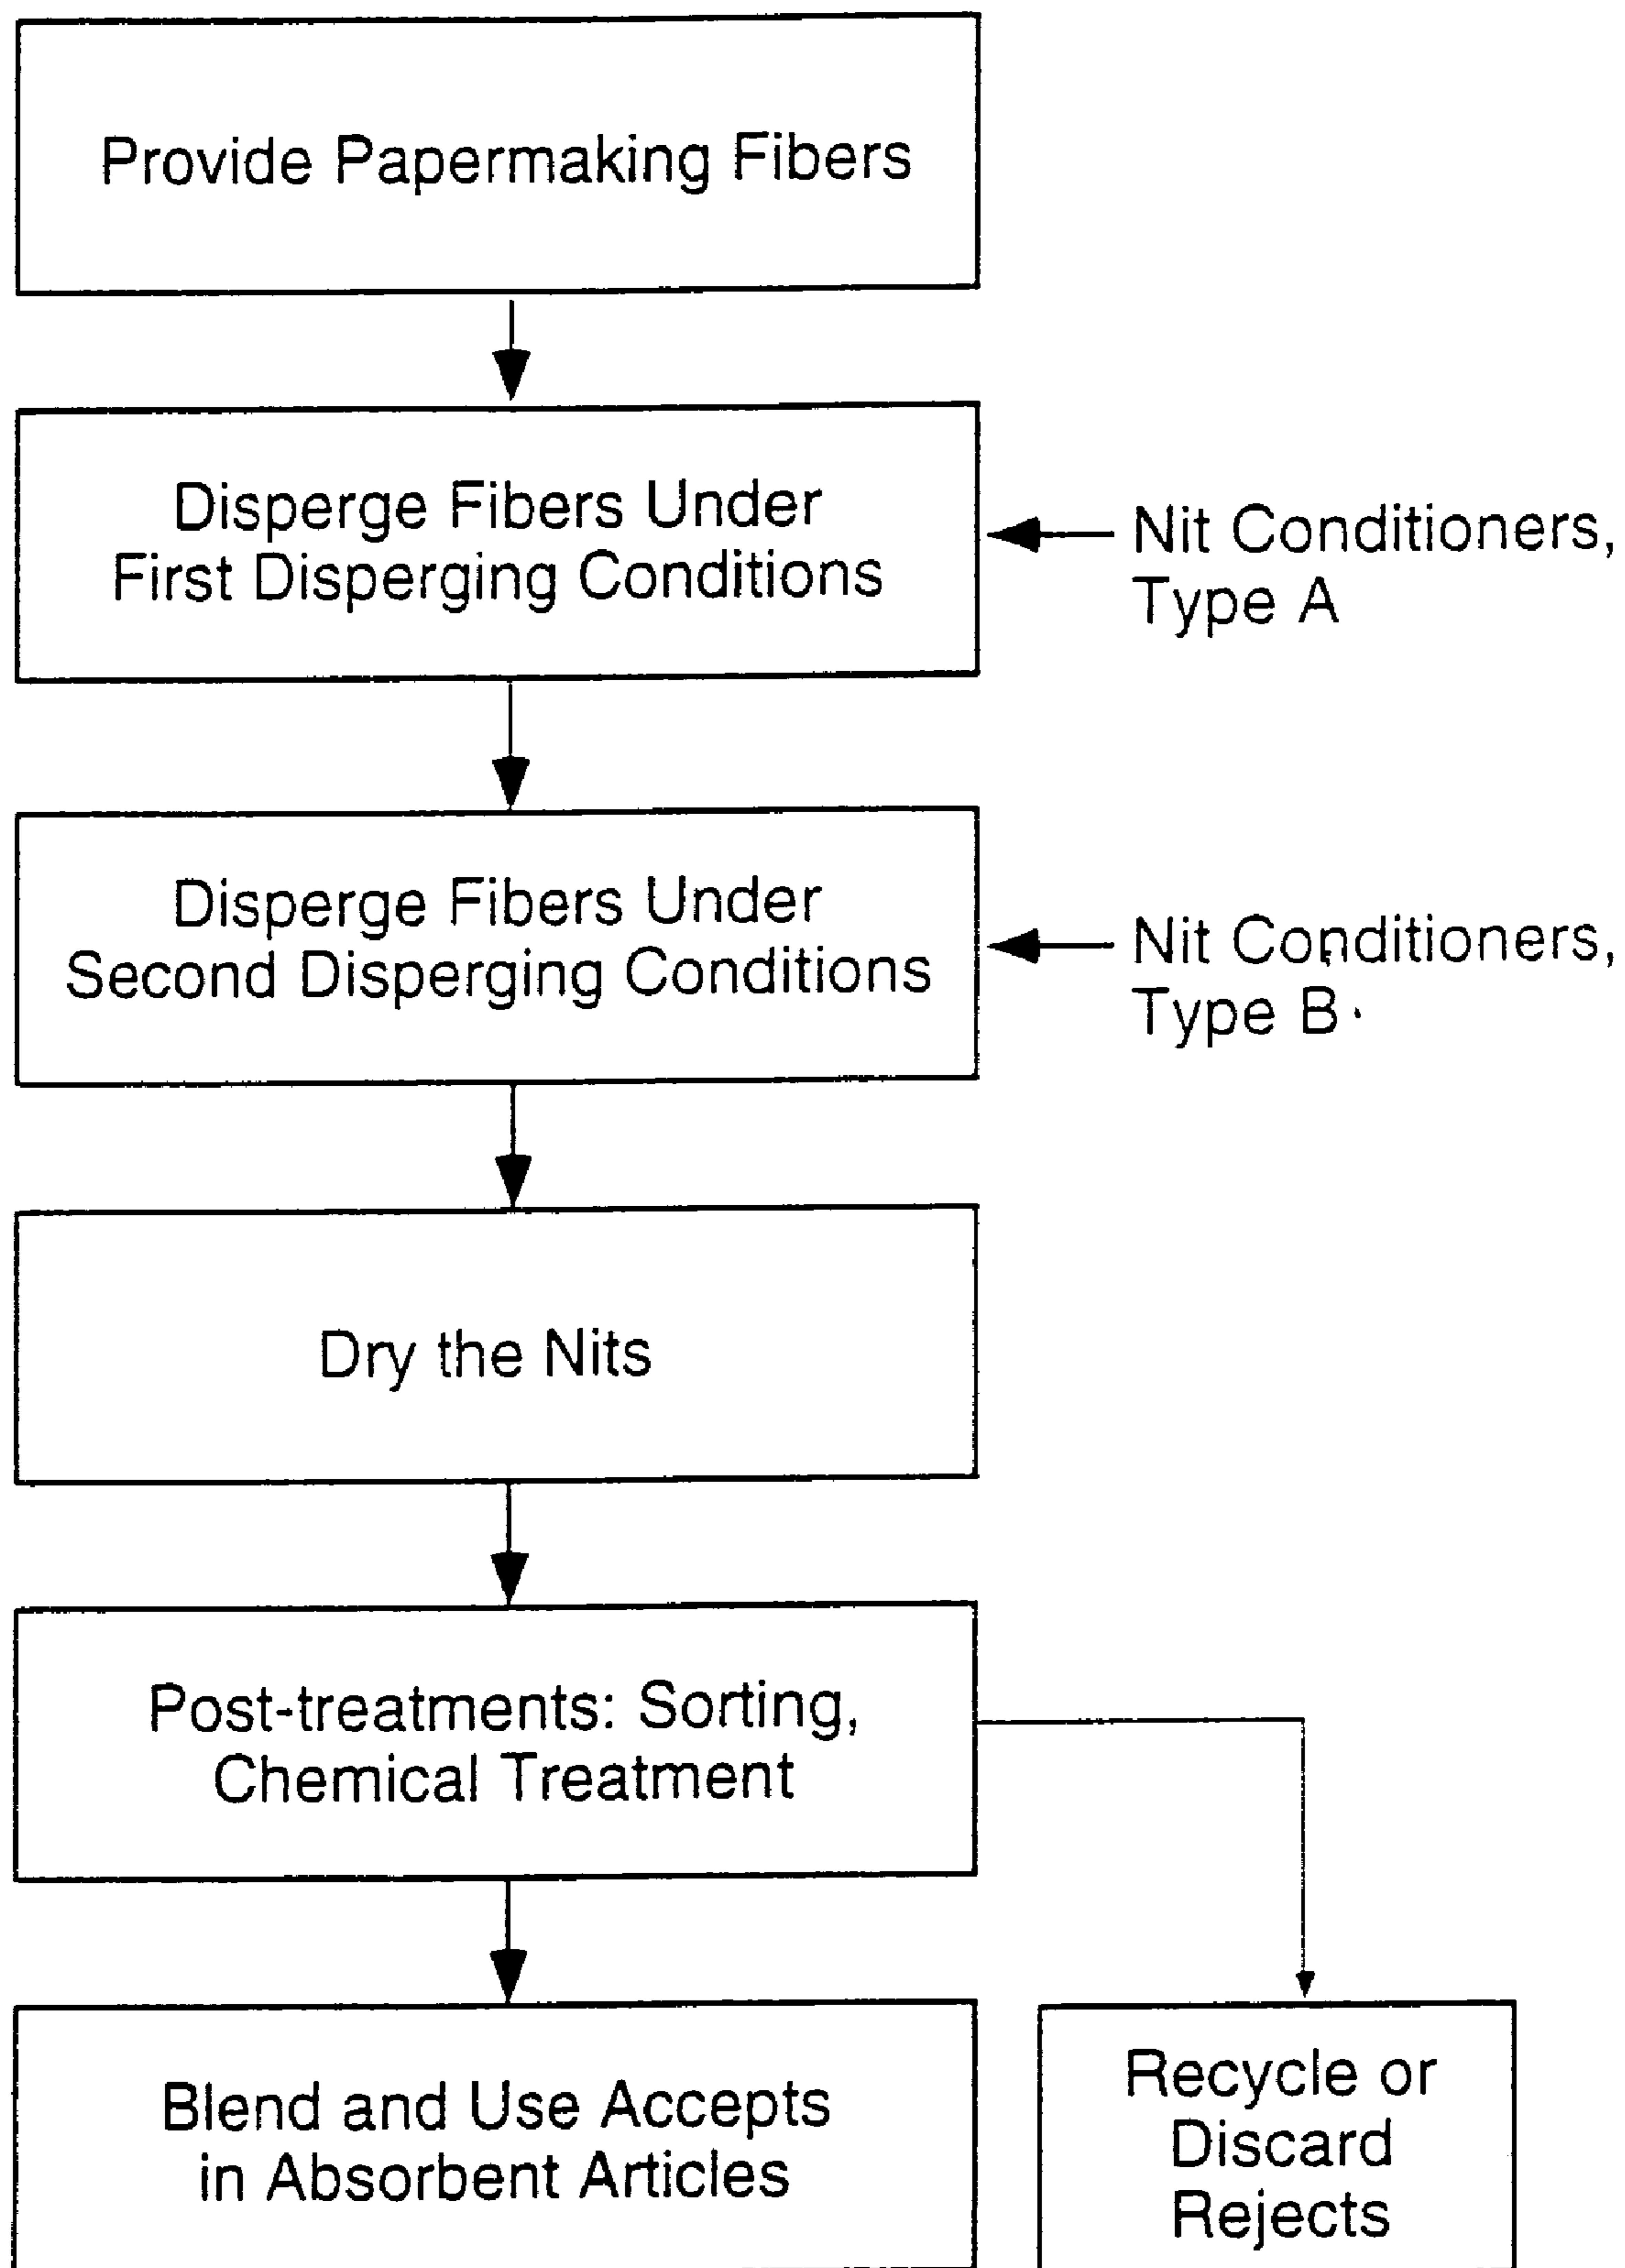 Provide Papermaking Fibers
Disperge Fibers Under
First Disperging Conditions
Nit Conditioners,
Type A
Disperge Fibers Under
Second Disperging Conditions
Nit Conditioners,
Type B
Dry the Nits
Post-treatments: Sorting,
Chemical Treatment
Blend and Use Accepts
in Absorbent Articles
Recycle or
Discard
Rejects